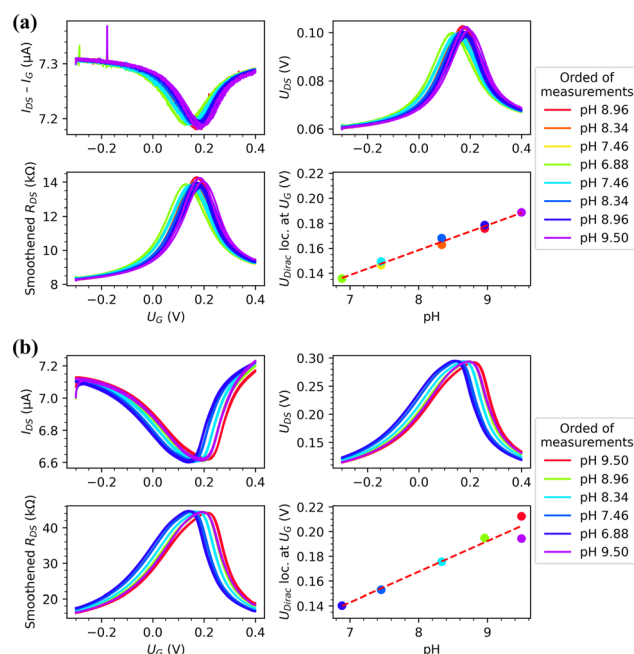 (a)
I_DS − I_G (µA)
7.3
7.2
−0.2 0.0 0.2 0.4
U_DS (V)
0.10
0.08
0.06
−0.2 0.0 0.2 0.4
Smoothened R_DS (kΩ)
14
12
10
8
−0.2 0.0 0.2 0.4
U_G (V)
U_Dirac loc. at U_G (V)
0.20
0.18
0.16
0.14
7 8 9
pH
Orded of
measurements
pH 8.96
pH 8.34
pH 7.46
pH 6.88
pH 7.46
pH 8.34
pH 8.96
pH 9.50
(b)
I_DS (µA)
7.2
7.0
6.8
6.6
−0.2 0.0 0.2 0.4
U_DS (V)
0.30
0.25
0.20
0.15
−0.2 0.0 0.2 0.4
Smoothened R_DS (kΩ)
40
30
20
−0.2 0.0 0.2 0.4
U_G (V)
U_Dirac loc. at U_G (V)
0.22
0.20
0.18
0.16
0.14
7 8 9
pH
Orded of
measurements
pH 9.50
pH 8.96
pH 8.34
pH 7.46
pH 6.88
pH 9.50